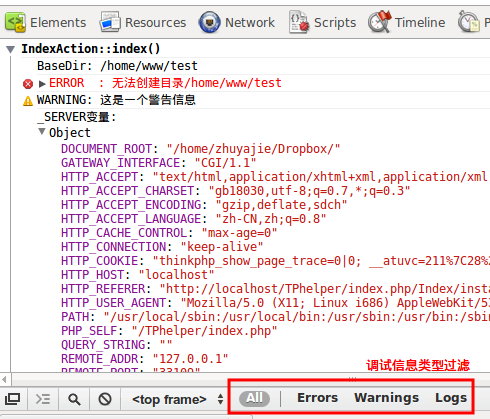 Elements Resources Network Scripts Timeline
IndexAction::index()
BaseDir: /home/www/test
ERROR : 无法创建目录/home/www/test
WARNING: 这是一个警告信息
_SERVER变量:
Object
DOCUMENT_ROOT: "/home/zhuyajie/Dropbox/"
GATEWAY_INTERFACE: "CGI/1.1"
HTTP_ACCEPT: "text/html,application/xhtml+xml,application/xml
HTTP_ACCEPT_CHARSET: "gb18030,utf-8;q=0.7,*;q=0.3"
HTTP_ACCEPT_ENCODING: "gzip,deflate,sdch"
HTTP_ACCEPT_LANGUAGE: "zh-CN,zh;q=0.8"
HTTP_CACHE_CONTROL: "max-age=0"
HTTP_CONNECTION: "keep-alive"
HTTP_COOKIE: "thinkphp_show_page_trace=0|0; __atuvc=211%7C28%2
HTTP_HOST: "localhost"
HTTP_REFERER: "http://localhost/TPhelper/index.php/Index/insta
HTTP_USER_AGENT: "Mozilla/5.0 (X11; Linux i686) AppleWebKit/53
PATH: "/usr/local/sbin:/usr/local/bin:/usr/sbin:/usr/bin:/sbin
PHP_SELF: "/TPhelper/index.php"
QUERY_STRING: ""
REMOTE_ADDR: "127.0.0.1"
REMOTE_PORT: "33109"
调试信息类型过滤
<top frame> All Errors Warnings Logs